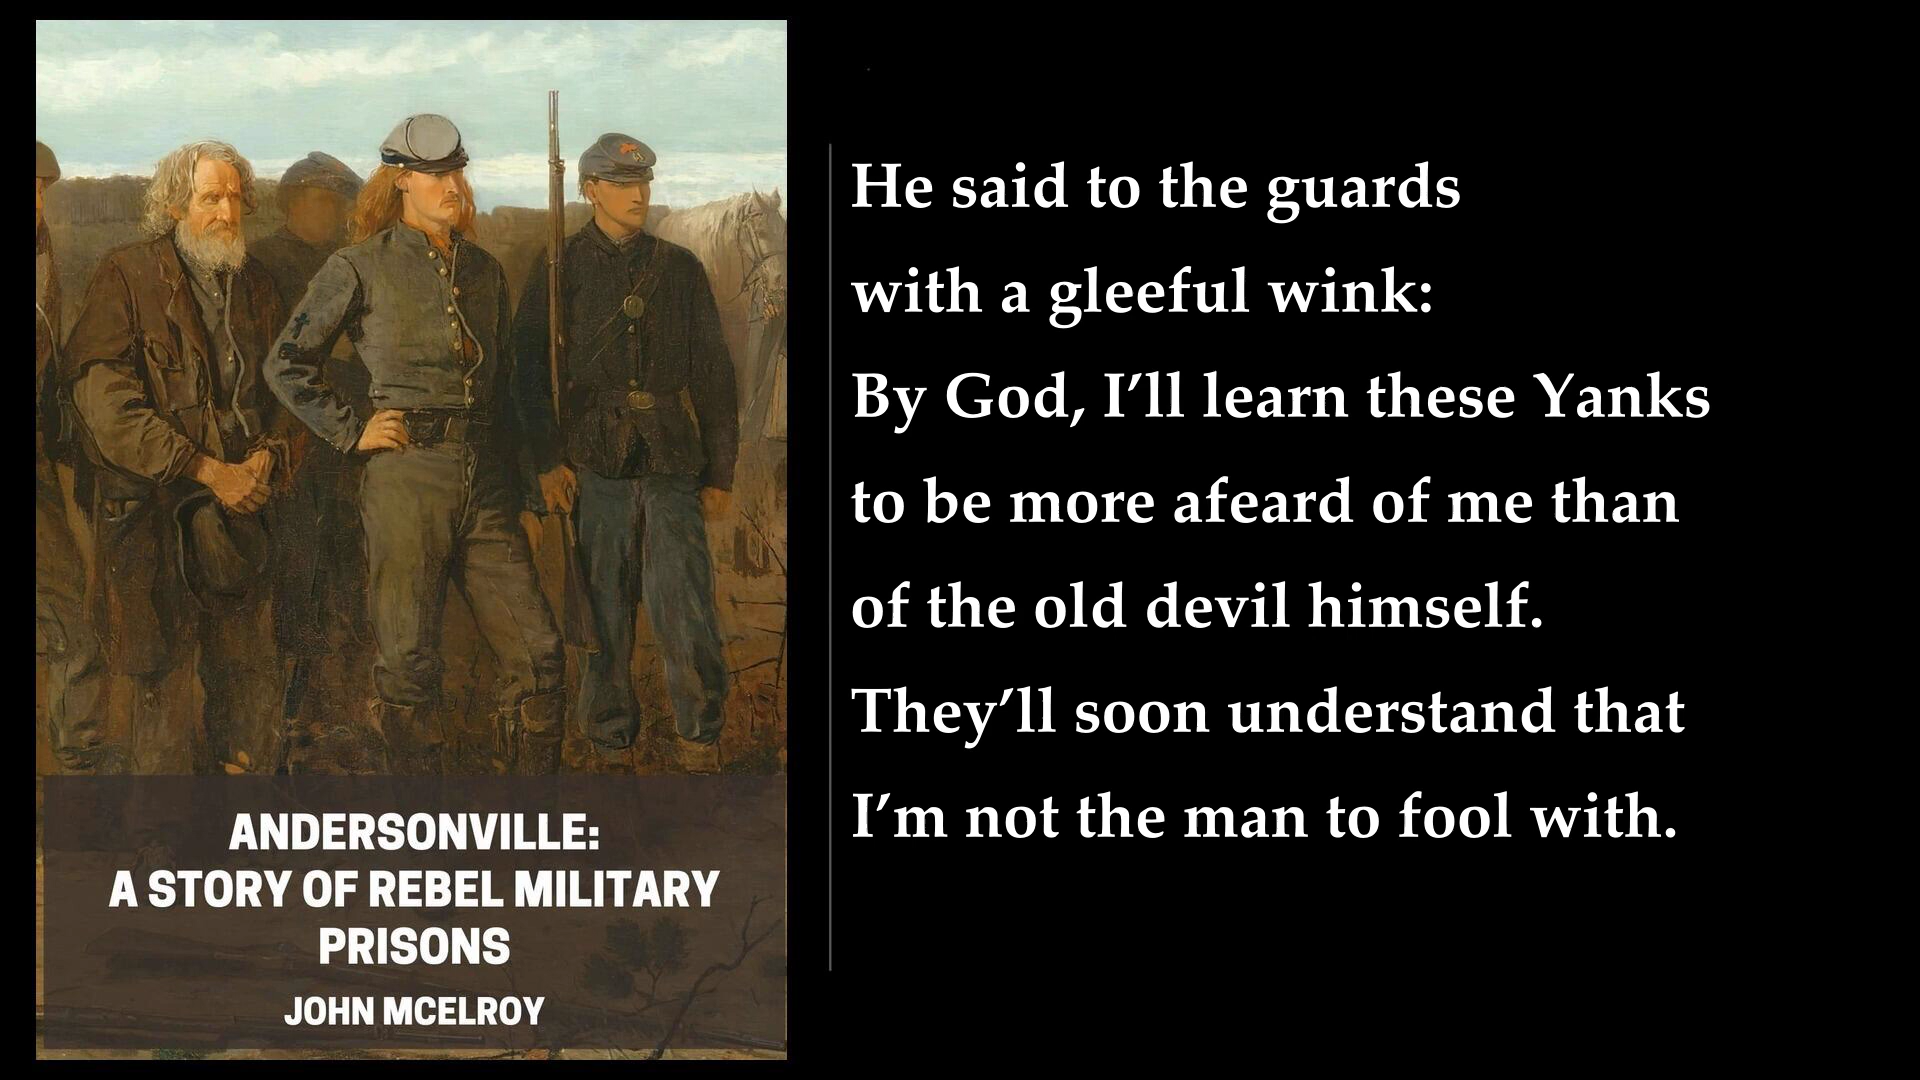 He said to the guards
with a gleeful wink:
By God, I’ll learn these Yanks
to be more afeard of me than
of the old devil himself.
They’ll soon understand that
I’m not the man to fool with.
ANDERSONVILLE:
A STORY OF REBEL MILITARY
PRISONS
JOHN MCELROY